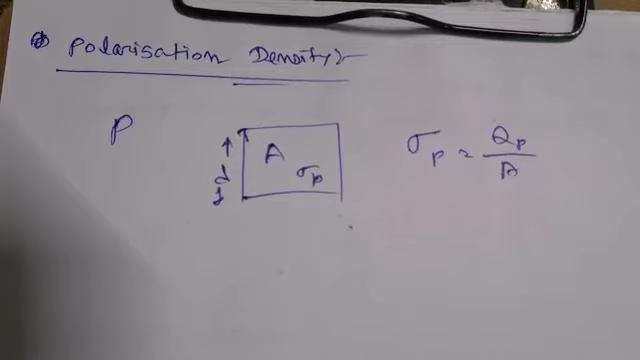 Polarisation Density:-
P
A
d
σp
σp = Qp/A